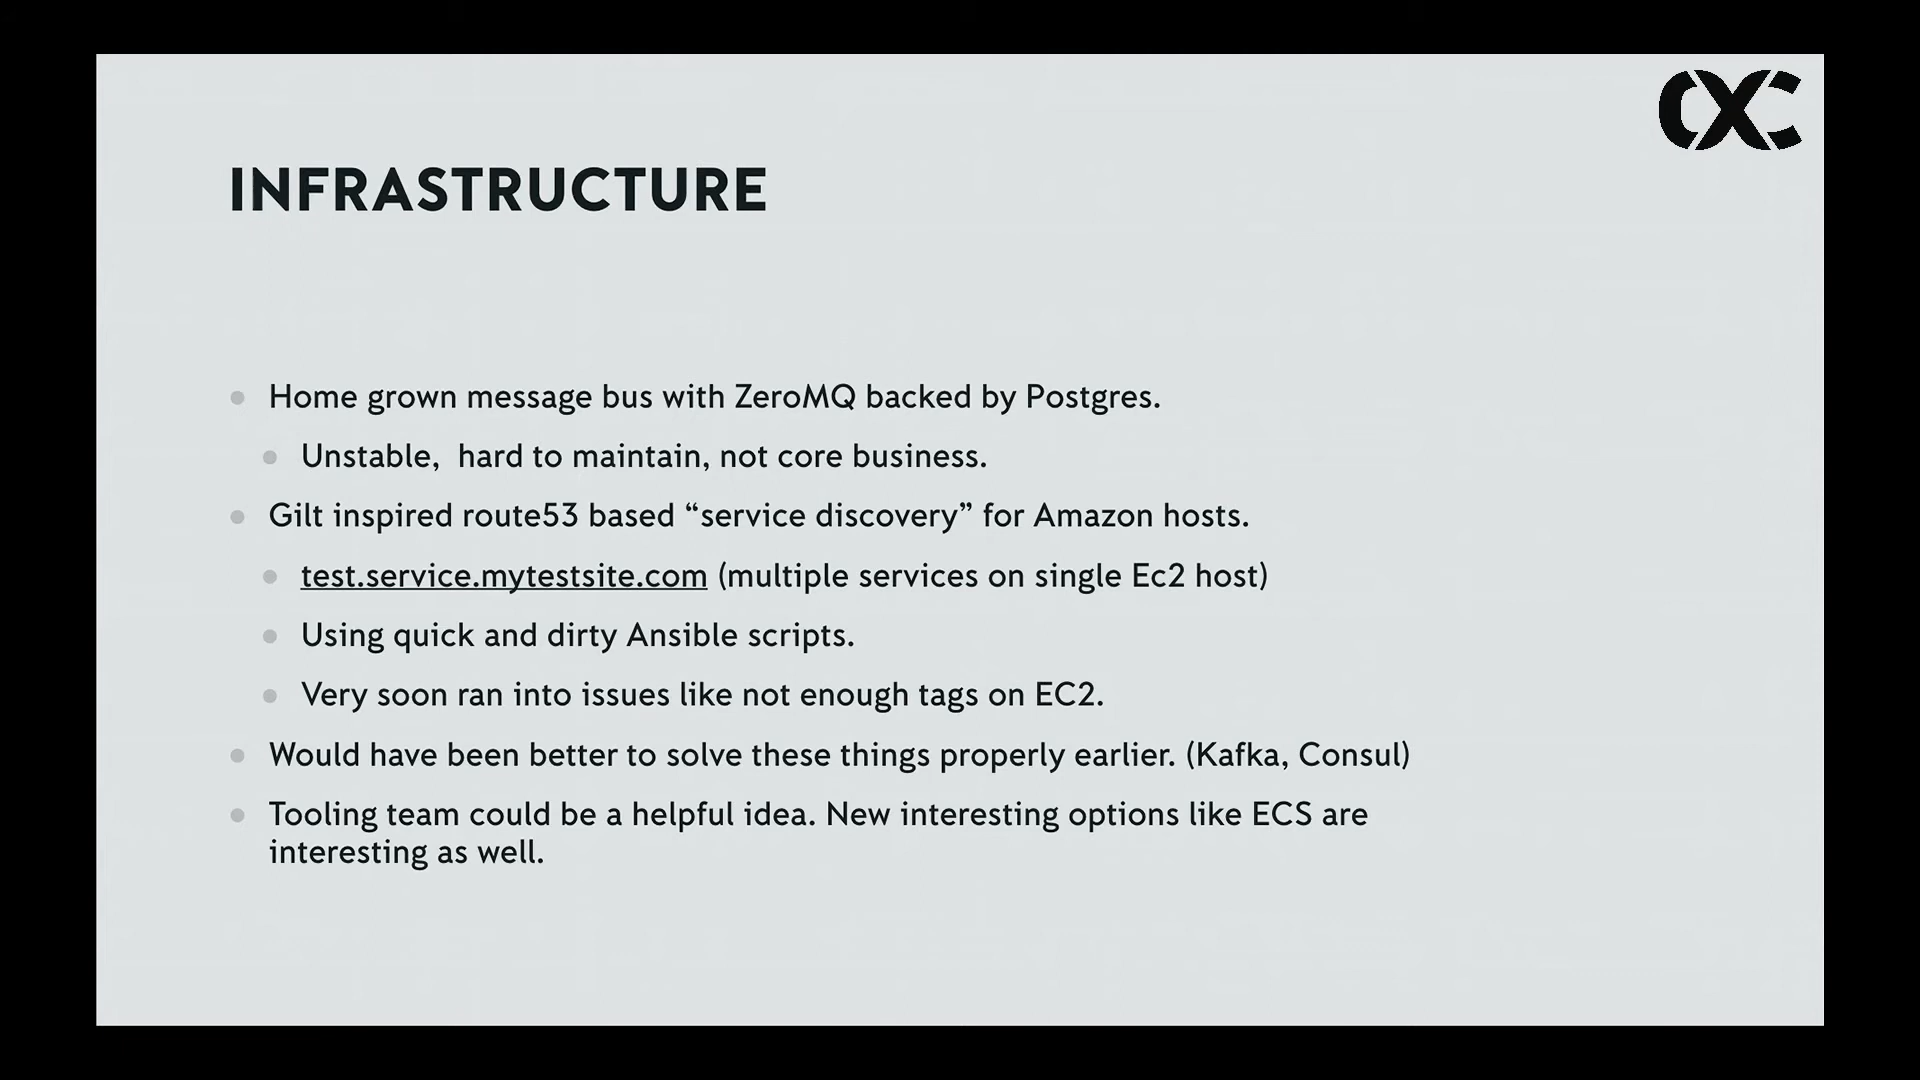 INFRASTRUCTURE
Home grown message bus with ZeroMQ backed by Postgres.
Unstable,  hard to maintain, not core business.
Gilt inspired route53 based “service discovery” for Amazon hosts.
test.service.mytestsite.com (multiple services on single Ec2 host)
Using quick and dirty Ansible scripts.
Very soon ran into issues like not enough tags on EC2.
Would have been better to solve these things properly earlier. (Kafka, Consul)
Tooling team could be a helpful idea. New interesting options like ECS are
interesting as well.